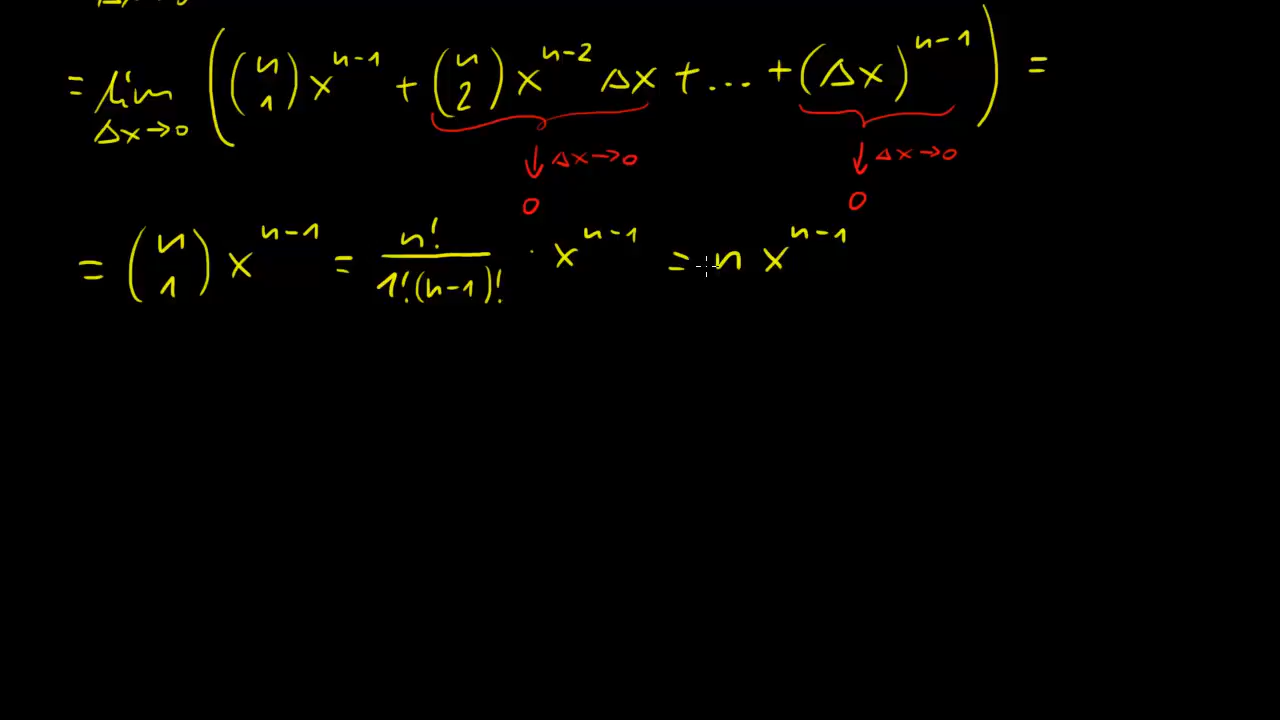 = lim Δx→0 ( (n 1) x^{n-1} + (n 2) x^{n-2} Δx + ... + (Δx)^{n-1} ) =
↓ Δx→0 ↓ Δx→0
0 0
= (n 1) x^{n-1} = n! / 1!(n-1)! · x^{n-1} = n x^{n-1}